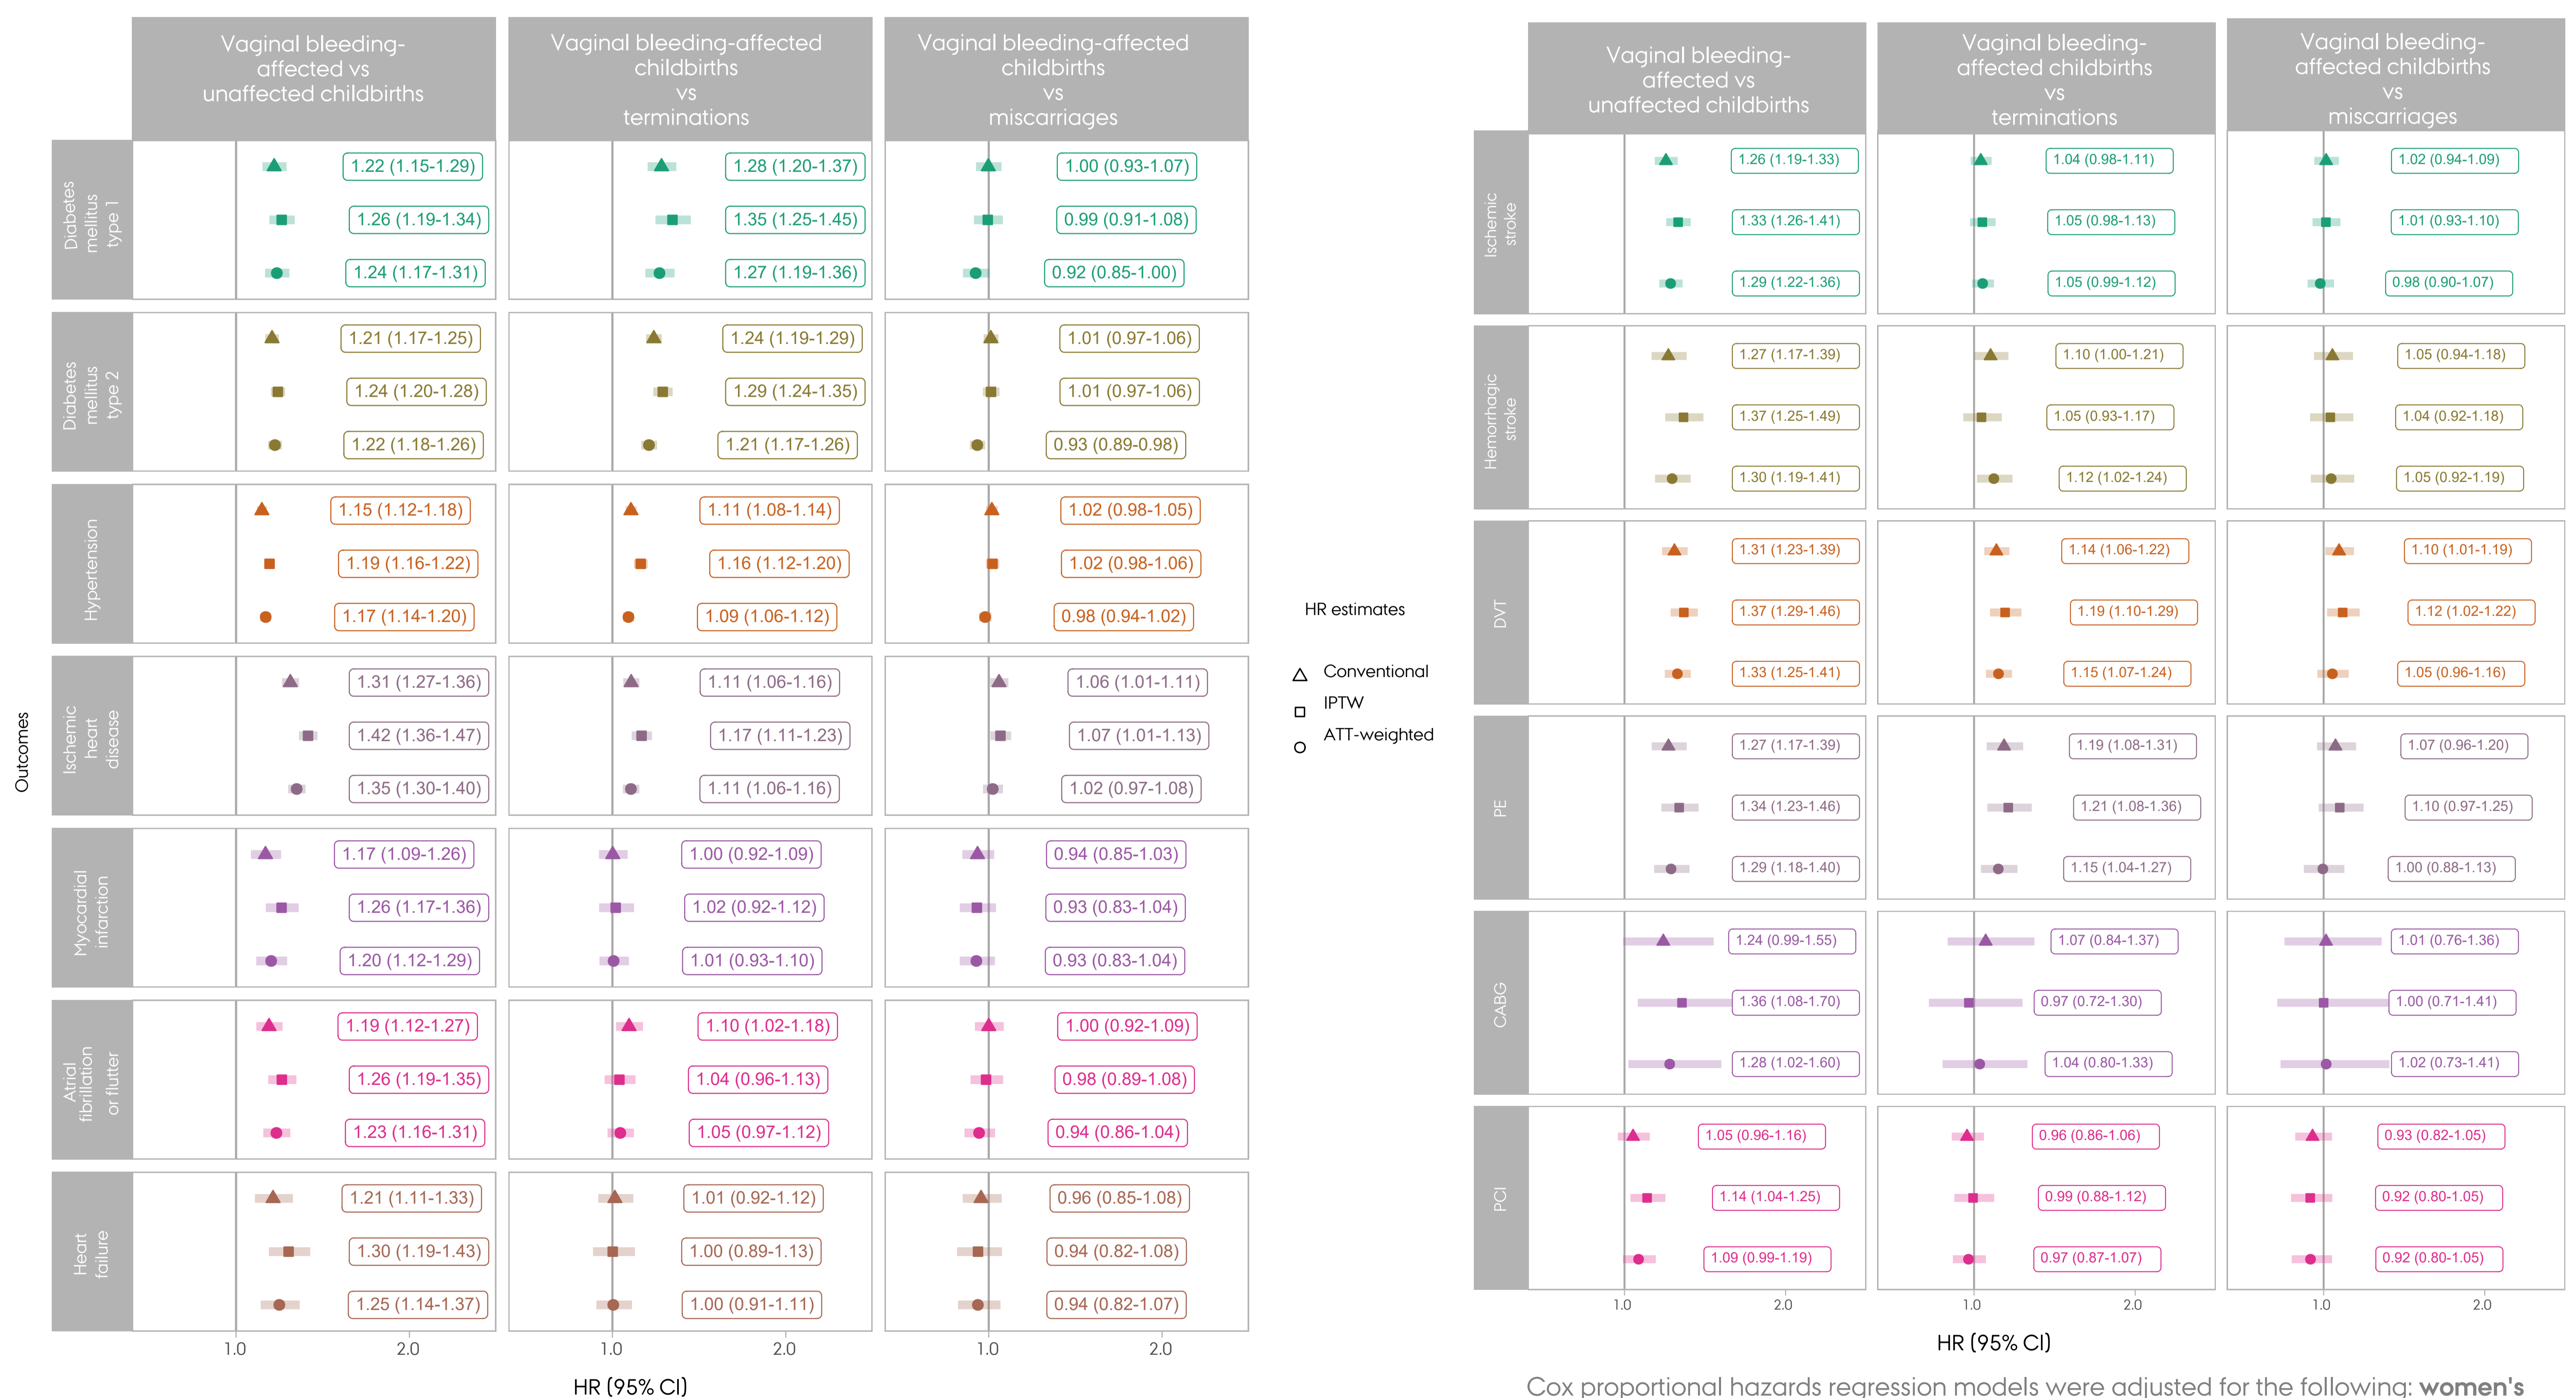 Vaginal bleeding-
affected vs
unaffected childbirths
Vaginal bleeding-affected
childbirths
vs
terminations
Vaginal bleeding-affected
childbirths
vs
miscarriages
Outcomes
Diabetes
mellitus
type 1
1.22 (1.15-1.29)
1.28 (1.20-1.37)
1.00 (0.93-1.07)
1.26 (1.19-1.34)
1.35 (1.25-1.45)
0.99 (0.91-1.08)
1.24 (1.17-1.31)
1.27 (1.19-1.36)
0.92 (0.85-1.00)
Diabetes
mellitus
type 2
1.21 (1.17-1.25)
1.24 (1.19-1.29)
1.01 (0.97-1.06)
1.24 (1.20-1.28)
1.29 (1.24-1.35)
1.01 (0.97-1.06)
1.22 (1.18-1.26)
1.21 (1.17-1.26)
0.93 (0.89-0.98)
Hypertension
1.15 (1.12-1.18)
1.11 (1.08-1.14)
1.02 (0.98-1.05)
1.19 (1.16-1.22)
1.16 (1.12-1.20)
1.02 (0.98-1.06)
1.17 (1.14-1.20)
1.09 (1.06-1.12)
0.98 (0.94-1.02)
Ischemic
heart
disease
1.31 (1.27-1.36)
1.11 (1.06-1.16)
1.06 (1.01-1.11)
1.42 (1.36-1.47)
1.17 (1.11-1.23)
1.07 (1.01-1.13)
1.35 (1.30-1.40)
1.11 (1.06-1.16)
1.02 (0.97-1.08)
Myocardial
infarction
1.17 (1.09-1.26)
1.00 (0.92-1.09)
0.94 (0.85-1.03)
1.26 (1.17-1.36)
1.02 (0.92-1.12)
0.93 (0.83-1.04)
1.20 (1.12-1.29)
1.01 (0.93-1.10)
0.93 (0.83-1.04)
Atrial
fibrillation
or flutter
1.19 (1.12-1.27)
1.10 (1.02-1.18)
1.00 (0.92-1.09)
1.26 (1.19-1.35)
1.04 (0.96-1.13)
0.98 (0.89-1.08)
1.23 (1.16-1.31)
1.05 (0.97-1.12)
0.94 (0.86-1.04)
Heart
failure
1.21 (1.11-1.33)
1.01 (0.92-1.12)
0.96 (0.85-1.08)
1.30 (1.19-1.43)
1.00 (0.89-1.13)
0.94 (0.82-1.08)
1.25 (1.14-1.37)
1.00 (0.91-1.11)
0.94 (0.82-1.07)
1.0 2.0 1.0 2.0 1.0 2.0
HR (95% CI)
HR estimates
Conventional
IPTW
ATT-weighted
Vaginal bleeding-
affected vs
unaffected childbirths
Vaginal bleeding-
affected childbirths
vs
terminations
Vaginal bleeding-
affected childbirths
vs
miscarriages
Ischemic
stroke
1.26 (1.19-1.33)
1.04 (0.98-1.11)
1.02 (0.94-1.09)
1.33 (1.26-1.41)
1.05 (0.98-1.13)
1.01 (0.93-1.10)
1.29 (1.22-1.36)
1.05 (0.99-1.12)
0.98 (0.90-1.07)
Hemorrhagic
stroke
1.27 (1.17-1.39)
1.10 (1.00-1.21)
1.05 (0.94-1.18)
1.37 (1.25-1.49)
1.05 (0.93-1.17)
1.04 (0.92-1.18)
1.30 (1.19-1.41)
1.12 (1.02-1.24)
1.05 (0.92-1.19)
DVT
1.31 (1.23-1.39)
1.14 (1.06-1.22)
1.10 (1.01-1.19)
1.37 (1.29-1.46)
1.19 (1.10-1.29)
1.12 (1.02-1.22)
1.33 (1.25-1.41)
1.15 (1.07-1.24)
1.05 (0.96-1.16)
PE
1.27 (1.17-1.39)
1.19 (1.08-1.31)
1.07 (0.96-1.20)
1.34 (1.23-1.46)
1.21 (1.08-1.36)
1.10 (0.97-1.25)
1.29 (1.18-1.40)
1.15 (1.04-1.27)
1.00 (0.88-1.13)
CABG
1.24 (0.99-1.55)
1.07 (0.84-1.37)
1.01 (0.76-1.36)
1.36 (1.08-1.70)
0.97 (0.72-1.30)
1.00 (0.71-1.41)
1.28 (1.02-1.60)
1.04 (0.80-1.33)
1.02 (0.73-1.41)
PCI
1.05 (0.96-1.16)
0.96 (0.86-1.06)
0.93 (0.82-1.05)
1.14 (1.04-1.25)
0.99 (0.88-1.12)
0.92 (0.80-1.05)
1.09 (0.99-1.19)
0.97 (0.87-1.07)
0.92 (0.80-1.05)
1.0 2.0 1.0 2.0 1.0 2.0
HR (95% CI)
Cox proportional hazards regression models were adjusted for the following: women's